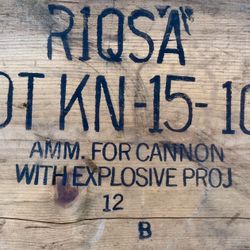 RIQSA"
OT KN-15-10
AMM. FOR CANNON
WITH EXPLOSIVE PROJ
12
B